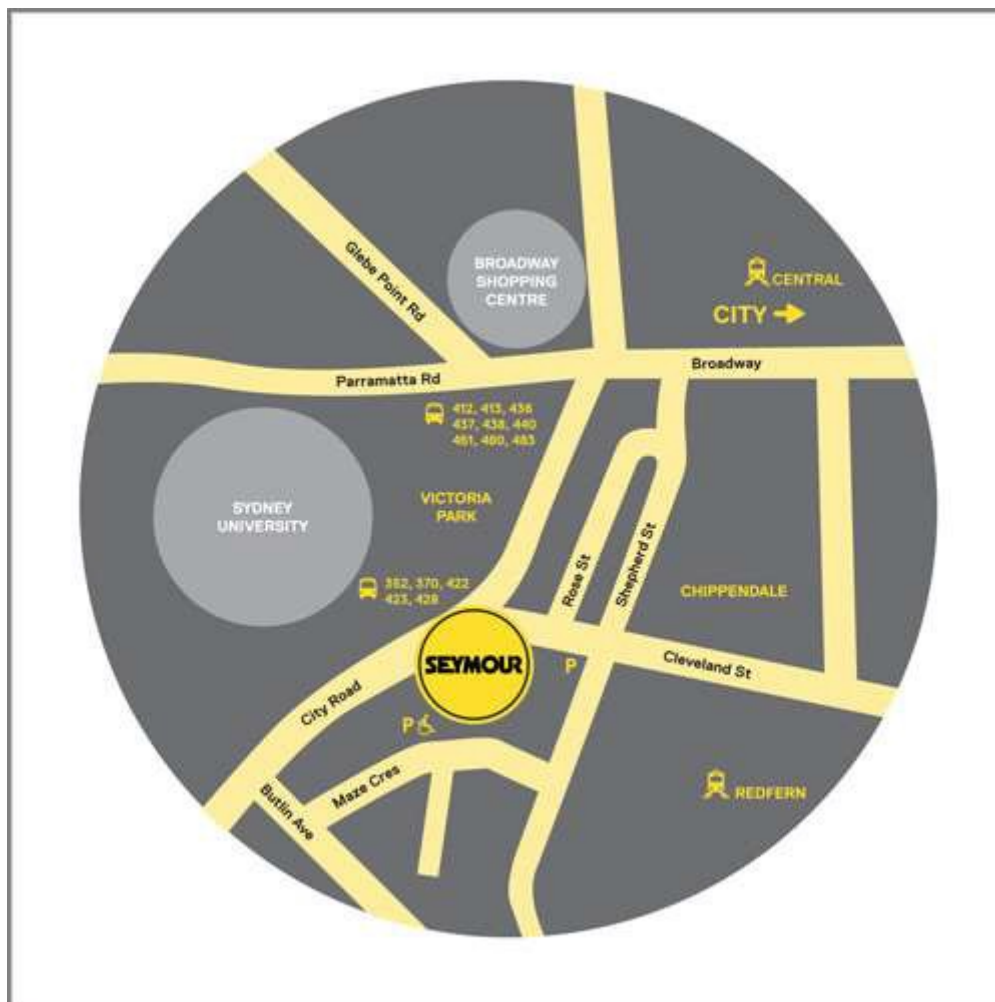 Glebe Point Rd
BROADWAY
SHOPPING
CENTRE
CENTRAL
CITY
Broadway
Parramatta Rd
412, 413, 436
437, 438, 440
461, 480, 483
SYDNEY
UNIVERSITY
VICTORIA
PARK
Rose St
Shepherd St
352, 370, 422
423, 428
CHIPPENDALE
SEYMOUR
P
Cleveland St
City Road
P
Maze Cres
Butlin Ave
REDFERN